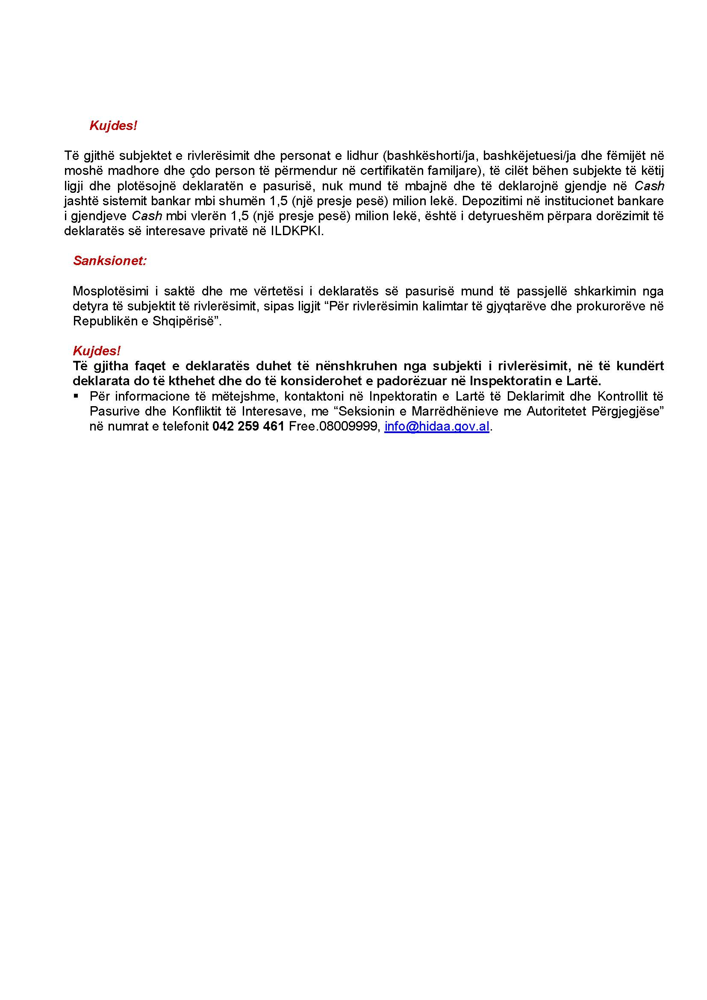 Kujdes!
Të gjithë subjektet e rivlerësimit dhe personat e lidhur (bashkëshorti/ja, bashkëjetuesi/ja dhe fëmijët në
moshë madhore dhe çdo person të përmendur në certifikatën familjare), të cilët bëhen subjekte të këtij
ligji dhe plotësojnë deklaratën e pasurisë, nuk mund të mbajnë dhe të deklarojnë gjendje në Cash
jashtë sistemit bankar mbi shumën 1,5 (një presje pesë) milion lekë. Depozitimi në institucionet bankare
i gjendjeve Cash mbi vlerën 1,5 (një presje pesë) milion lekë, është i detyrueshëm përpara dorëzimit të
deklaratës së interesave privatë në ILDKPKI.
Sanksionet:
Mosplotësimi i saktë dhe me vërtetësi i deklaratës së pasurisë mund të passjellë shkarkimin nga
detyra të subjektit të rivlerësimit, sipas ligjit “Për rivlerësimin kalimtar të gjyqtarëve dhe prokurorëve në
Republikën e Shqipërisë”.
Kujdes!
Të gjitha faqet e deklaratës duhet të nënshkruhen nga subjekti i rivlerësimit, në të kundërt
deklarata do të kthehet dhe do të konsiderohet e padorëzuar në Inspektoratin e Lartë.
▪ Për informacione të mëtejshme, kontaktoni në Inpektoratin e Lartë të Deklarimit dhe Kontrollit të
Pasurive dhe Konfliktit të Interesave, me “Seksionin e Marrëdhënieve me Autoritetet Përgjegjëse”
në numrat e telefonit 042 259 461 Free.08009999, info@hidaa.gov.al.